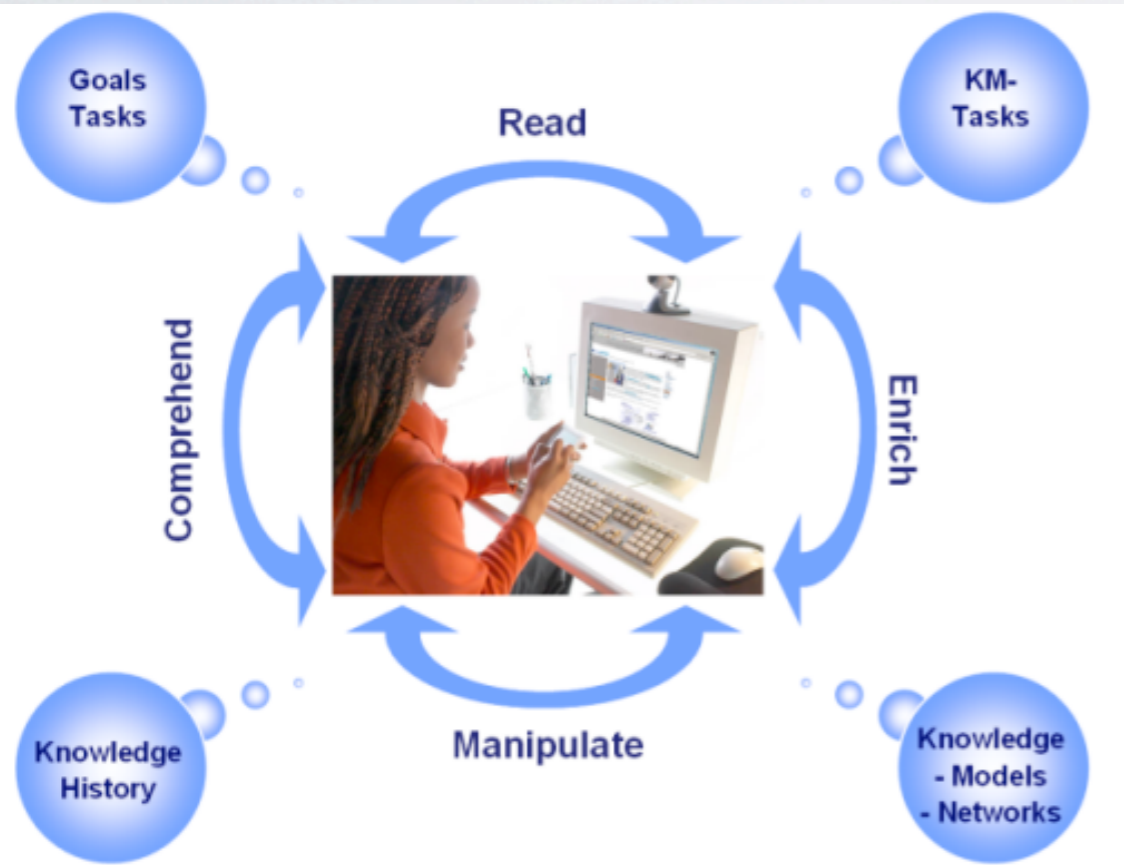 Goals
Tasks
KM-
Tasks
Read
Comprehend
Enrich
Manipulate
Knowledge
History
Knowledge
- Models
- Networks